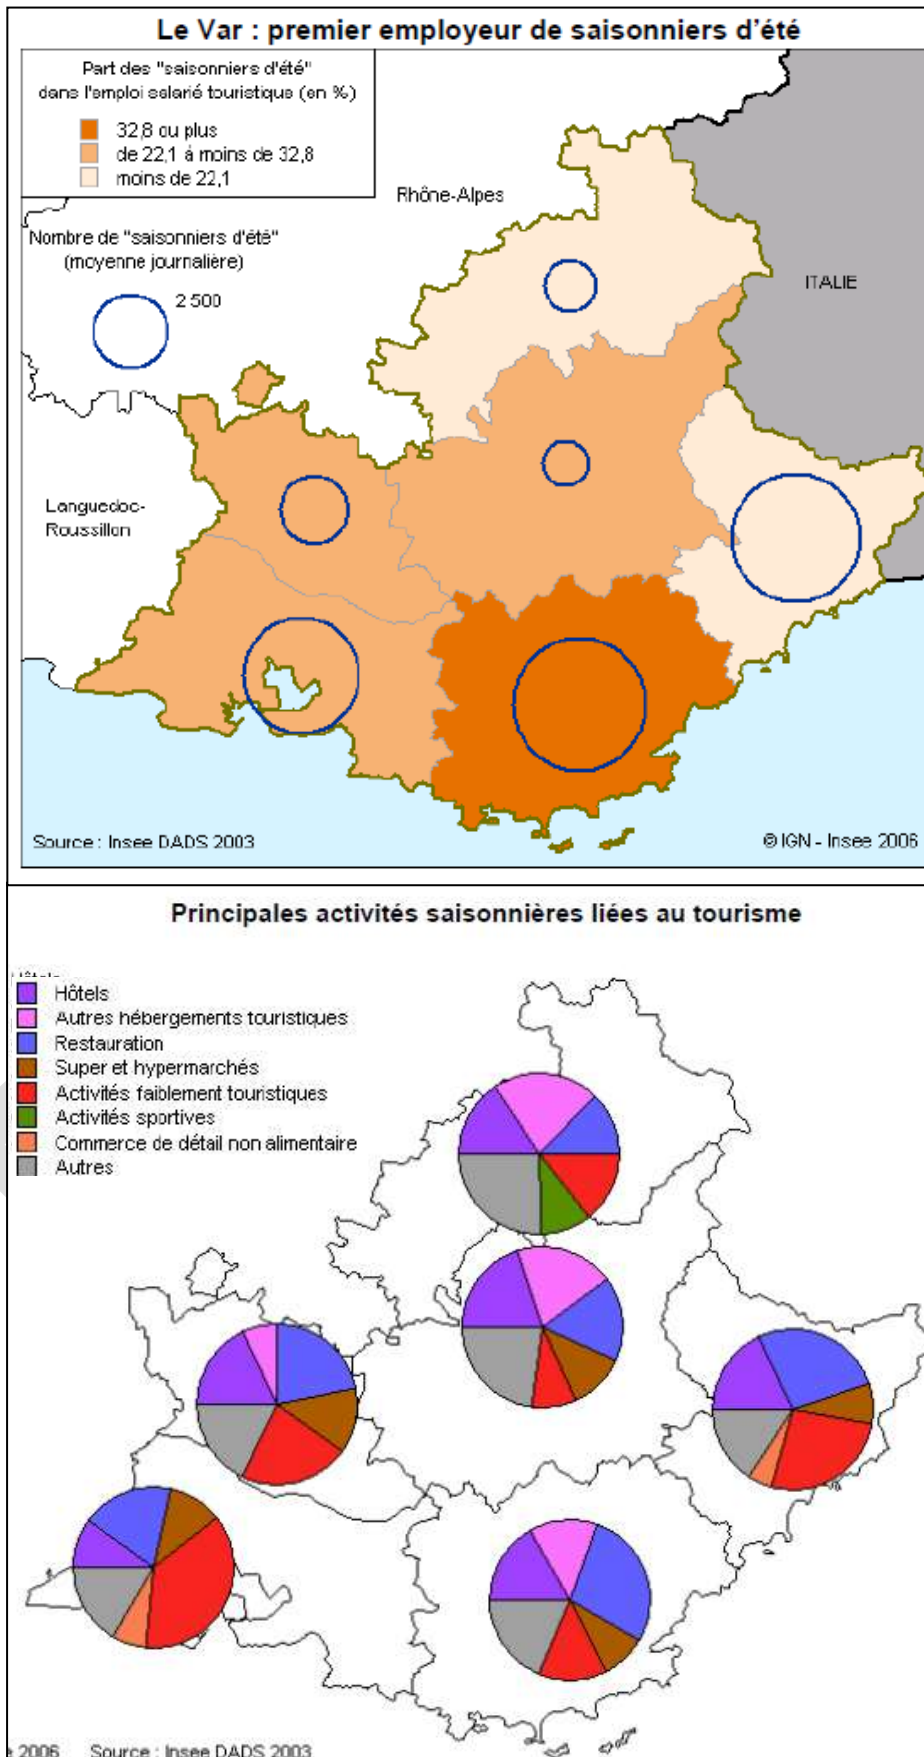 Le Var : premier employeur de saisonniers d'été
Part des "saisonniers d'été"
dans l'emploi salarié touristique (en %)
32,8 ou plus
de 22,1 à moins de 32,8
moins de 22,1
Rhône-Alpes
Nombre de "saisonniers d'été"
(moyenne journalière)
2 500
ITALIE
Languedoc-
Roussillon
Source : Insee DADS 2003
© IGN - Insee 2006
Principales activités saisonnières liées au tourisme
Hôtels
Autres hébergements touristiques
Restauration
Super et hypermarchés
Activités faiblement touristiques
Activités sportives
Commerce de détail non alimentaire
Autres
2006 Source : Insee DADS 2003